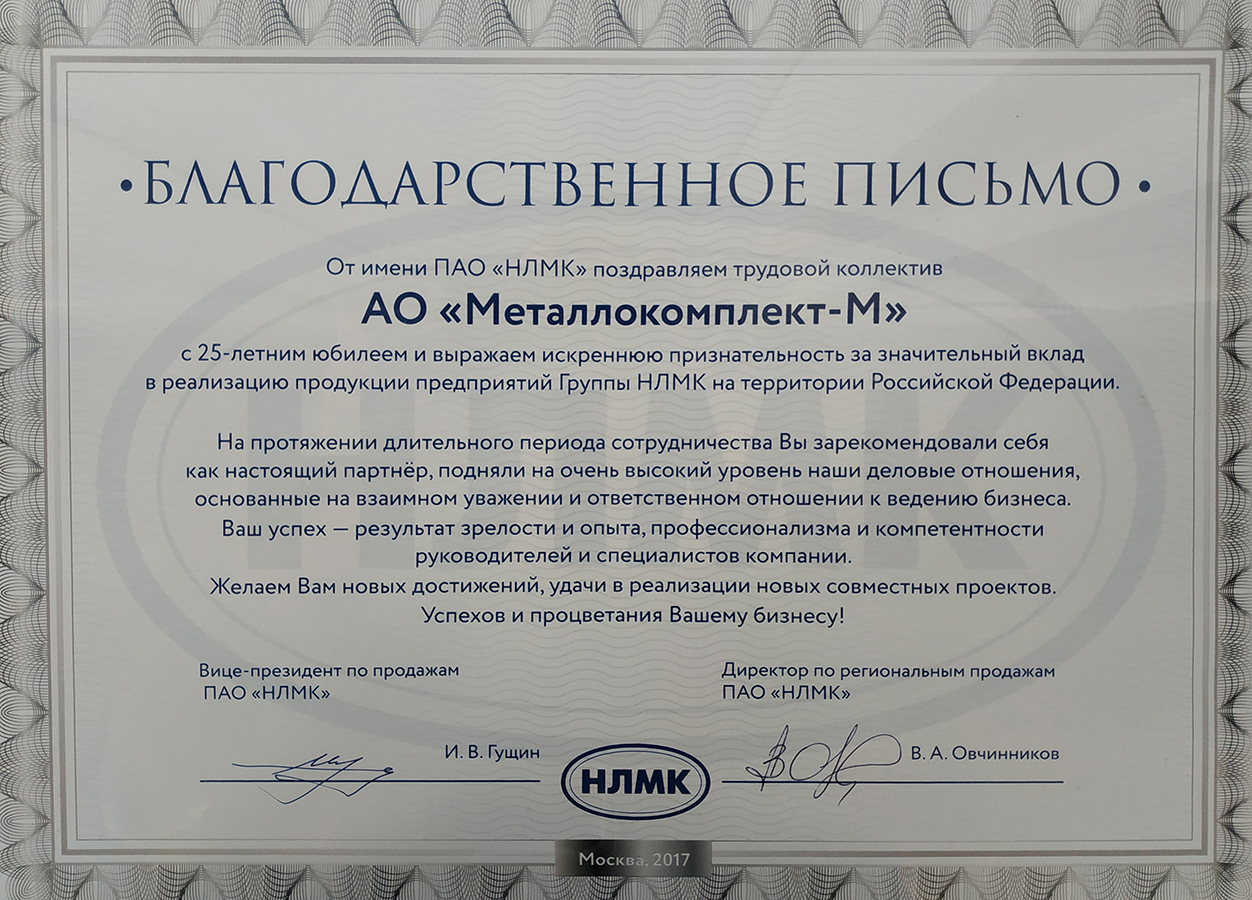 • БЛАГОДАРСТВЕННОЕ ПИСЬМО •
От имени ПАО «НЛМК» поздравляем трудовой коллектив
АО «Металлокомплект-М»
с 25-летним юбилеем и выражаем искреннюю признательность за значительный вклад
в реализацию продукции предприятий Группы НЛМК на территории Российской Федерации.
На протяжении длительного периода сотрудничества Вы зарекомендовали себя
как настоящий партнёр, подняли на очень высокий уровень наши деловые отношения,
основанные на взаимном уважении и ответственном отношении к ведению бизнеса.
Ваш успех — результат зрелости и опыта, профессионализма и компетентности
руководителей и специалистов компании.
Желаем Вам новых достижений, удачи в реализации новых совместных проектов.
Успехов и процветания Вашему бизнесу!
Вице-президент по продажам
ПАО «НЛМК»
И. В. Гущин
Директор по региональным продажам
ПАО «НЛМК»
В. А. Овчинников
НЛМК
Москва, 2017